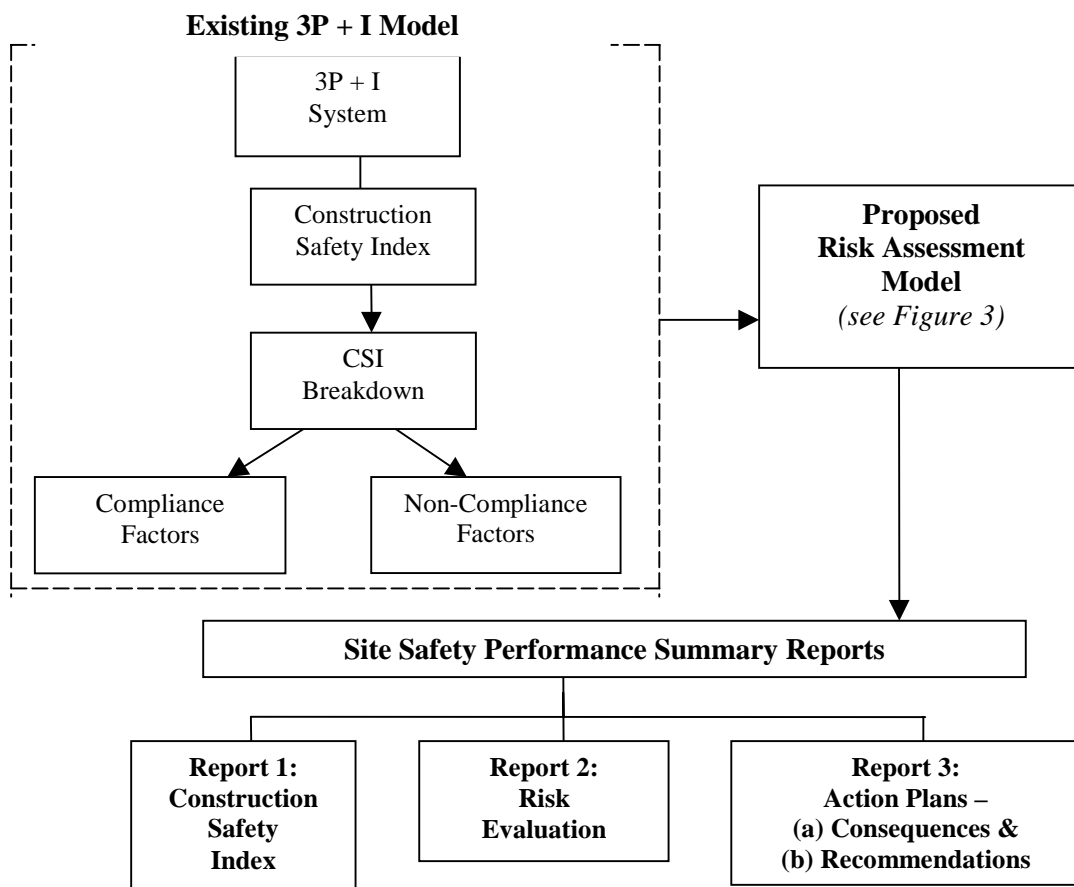 Existing 3P + I Model
3P + I
System
Construction
Safety Index
CSI
Breakdown
Compliance
Factors
Non-Compliance
Factors
Proposed
Risk Assessment
Model
(see Figure 3)
Site Safety Performance Summary Reports
Report 1:
Construction
Safety
Index
Report 2:
Risk
Evaluation
Report 3:
Action Plans –
(a) Consequences &
(b) Recommendations